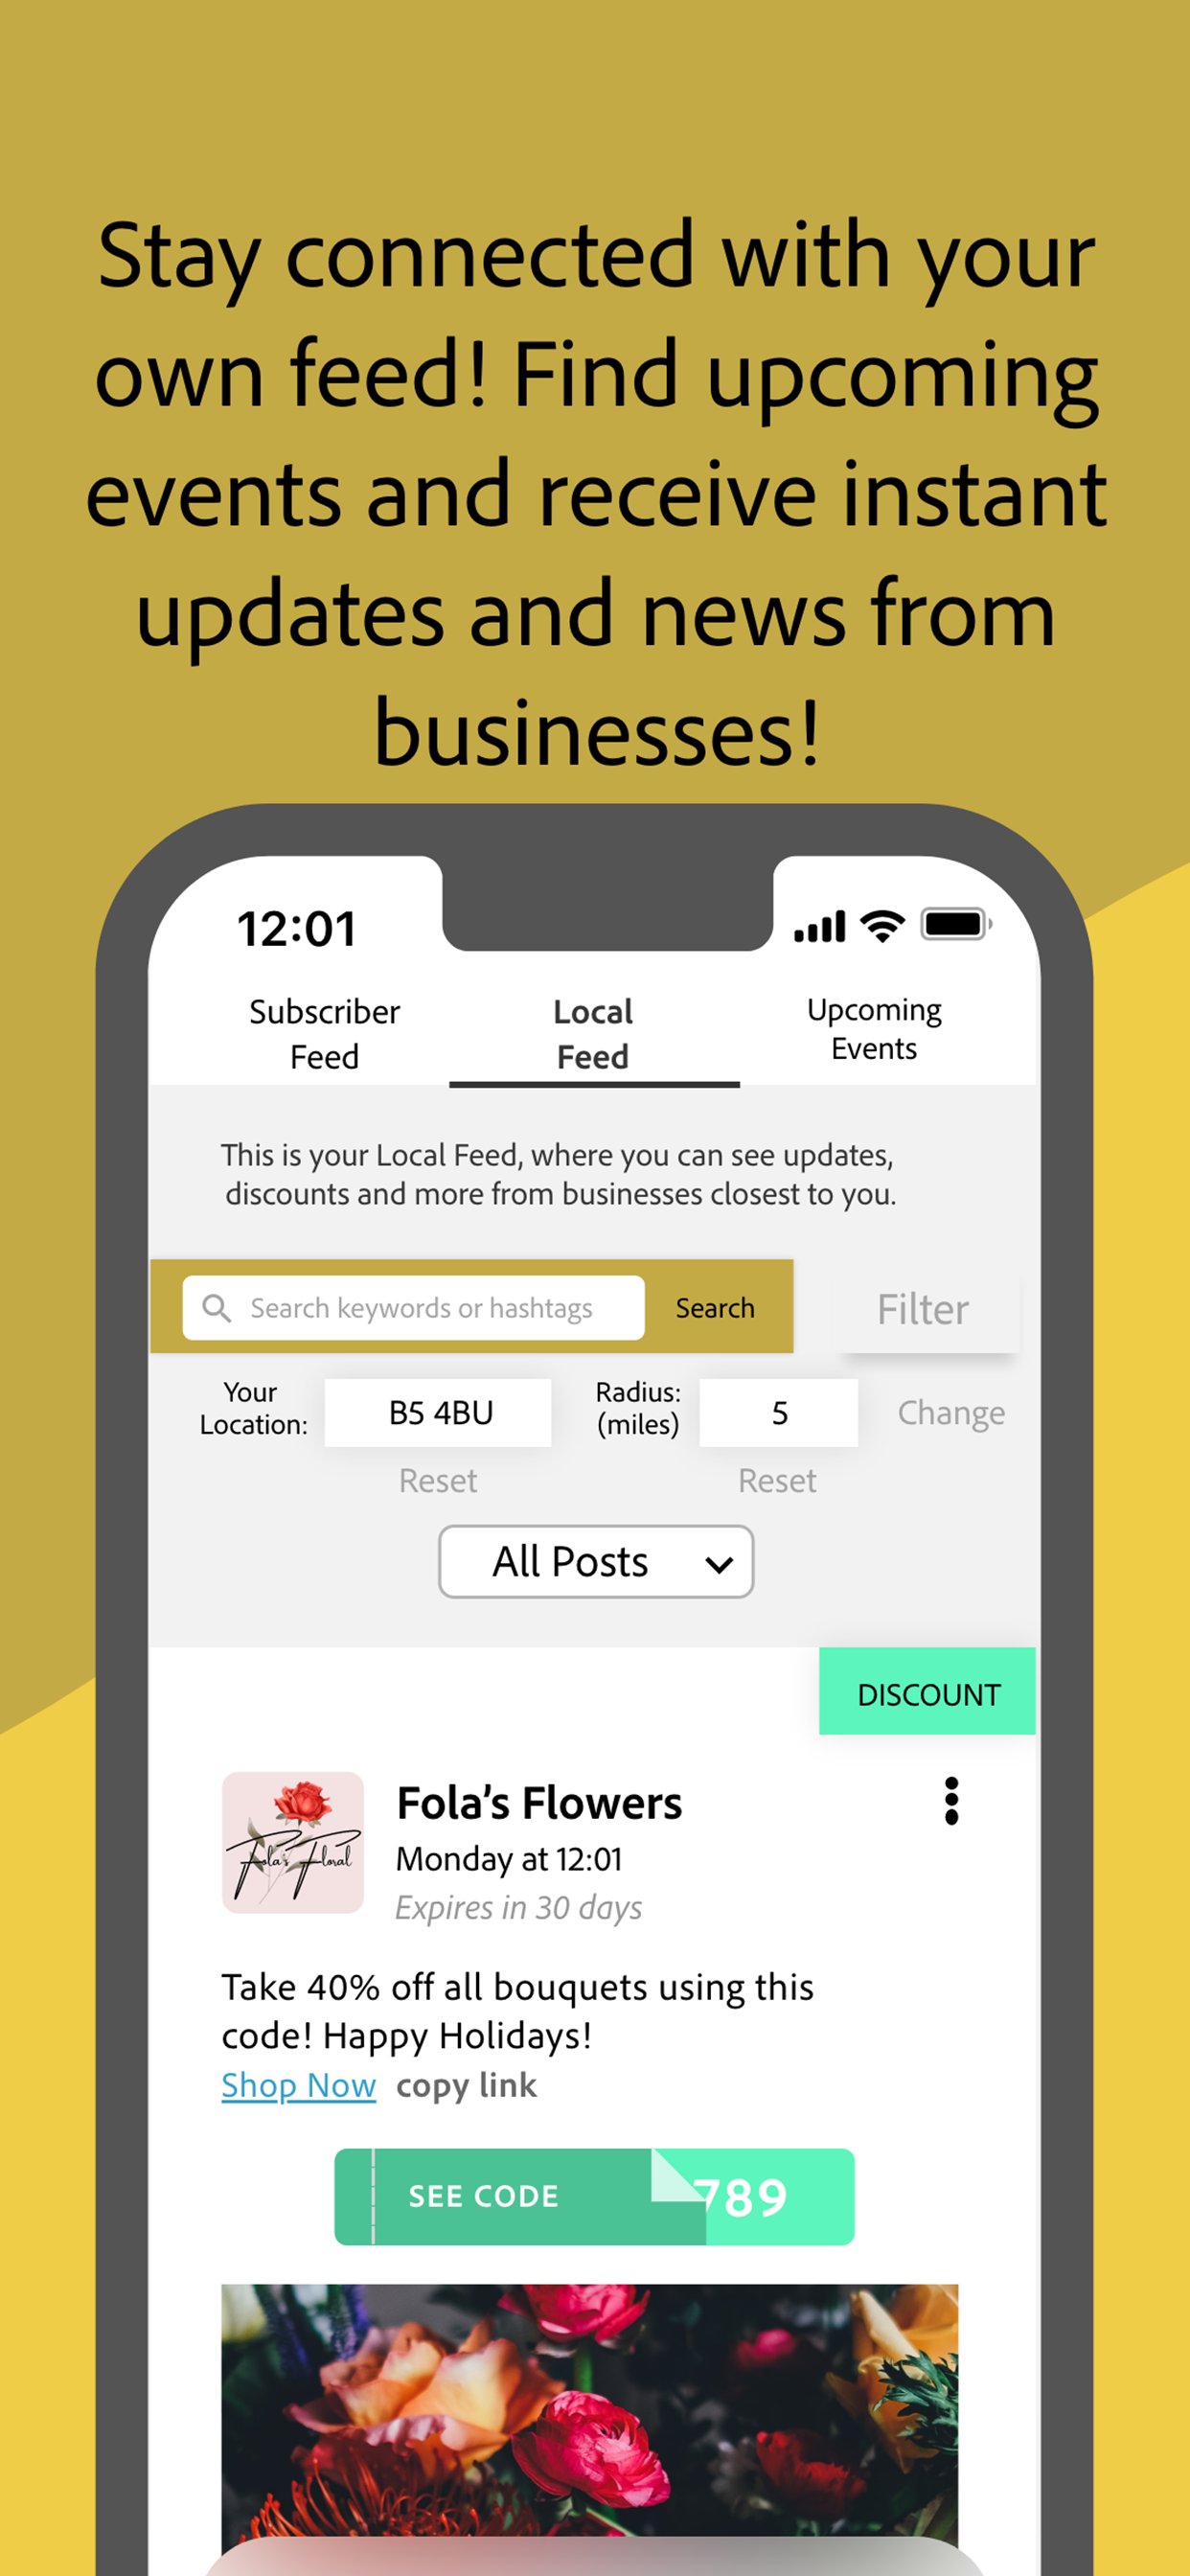 Stay connected with your
own feed! Find upcoming
events and receive instant
updates and news from
businesses!
12:01
Subscriber
Feed
Local
Feed
Upcoming
Events
This is your Local Feed, where you can see updates,
discounts and more from businesses closest to you.
Search keywords or hashtags
Search
Filter
Your
Location:
B5 4BU
Radius:
(miles)
5
Change
Reset
Reset
All Posts
DISCOUNT
Fola's Floral
Fola’s Flowers
Monday at 12:01
Expires in 30 days
Take 40% off all bouquets using this
code! Happy Holidays!
Shop Now copy link
SEE CODE
789